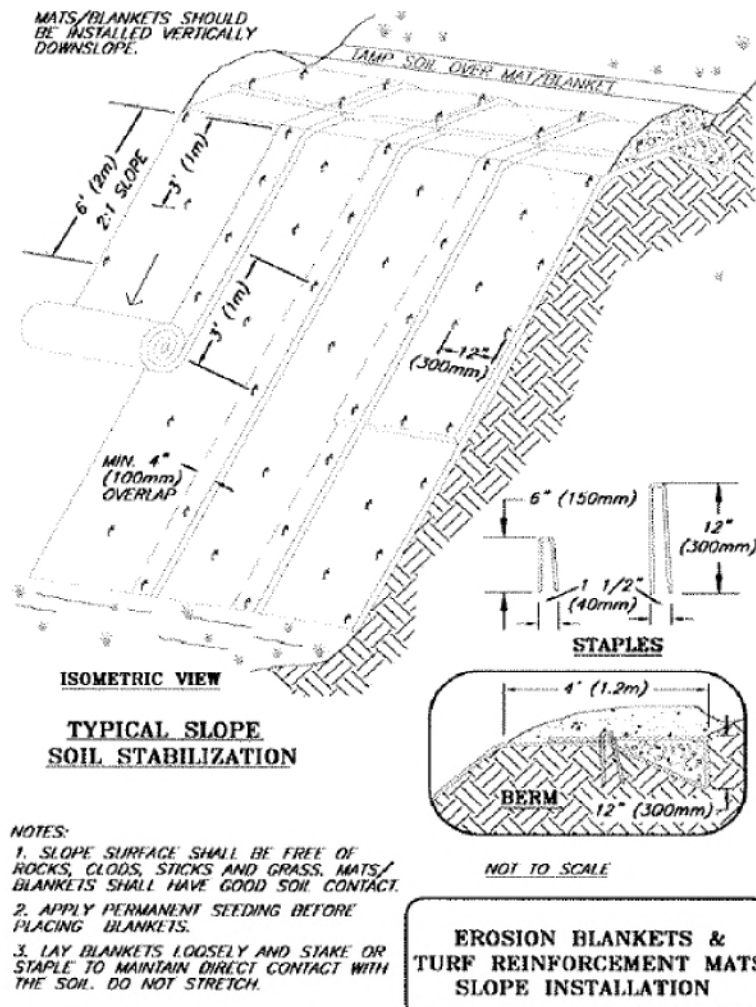 MATS/BLANKETS SHOULD
BE INSTALLED VERTICALLY
DOWNSLOPE.
TAMP SOIL OVER MAT/BLANKET
6' (2m)
2:1 SLOPE
3' (1m)
3' (1m)
12"
(300mm)
MIN. 4"
(100mm)
OVERLAP
6" (150mm)
12"
(300mm)
1 1/2"
(40mm)
STAPLES
ISOMETRIC VIEW
TYPICAL SLOPE
SOIL STABILIZATION
4' (1.2m)
BERM
12" (300mm)
NOT TO SCALE
NOTES:
1. SLOPE SURFACE SHALL BE FREE OF
ROCKS, CLODS, STICKS AND GRASS. MATS/
BLANKETS SHALL HAVE GOOD SOIL CONTACT.
2. APPLY PERMANENT SEEDING BEFORE
PLACING BLANKETS.
3. LAY BLANKETS LOOSELY AND STAKE OR
STAPLE TO MAINTAIN DIRECT CONTACT WITH
THE SOIL. DO NOT STRETCH.
EROSION BLANKETS &
TURF REINFORCEMENT MATS
SLOPE INSTALLATION